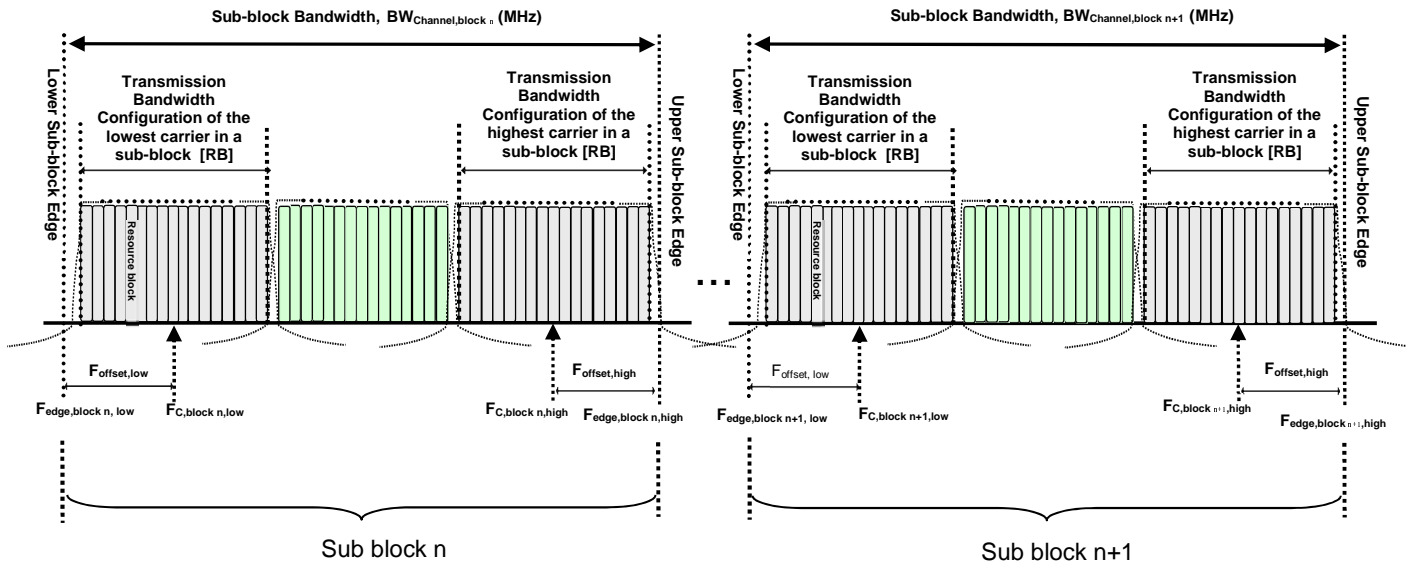 Sub-block Bandwidth, BWChannel,block n (MHz)
Sub-block Bandwidth, BWChannel,block n+1 (MHz)
Lower Sub-block Edge
Transmission
Bandwidth
Configuration of the
lowest carrier in a
sub-block [RB]
Transmission
Bandwidth
Configuration of the
highest carrier in a
sub-block [RB]
Upper Sub-block Edge
Resource block
...
Lower Sub-block Edge
Transmission
Bandwidth
Configuration of the
lowest carrier in a
sub-block [RB]
Transmission
Bandwidth
Configuration of the
highest carrier in a
sub-block [RB]
Upper Sub-block Edge
Resource block
Foffset,low
Foffset,high
Fedge,block n, low
FC,block n,low
FC,block n,high
Fedge,block n,high
Foffset, low
Foffset,high
Fedge,block n+1, low
FC,block n+1,low
FC,block n+1,high
Fedge,block n+1,high
Sub block n
Sub block n+1